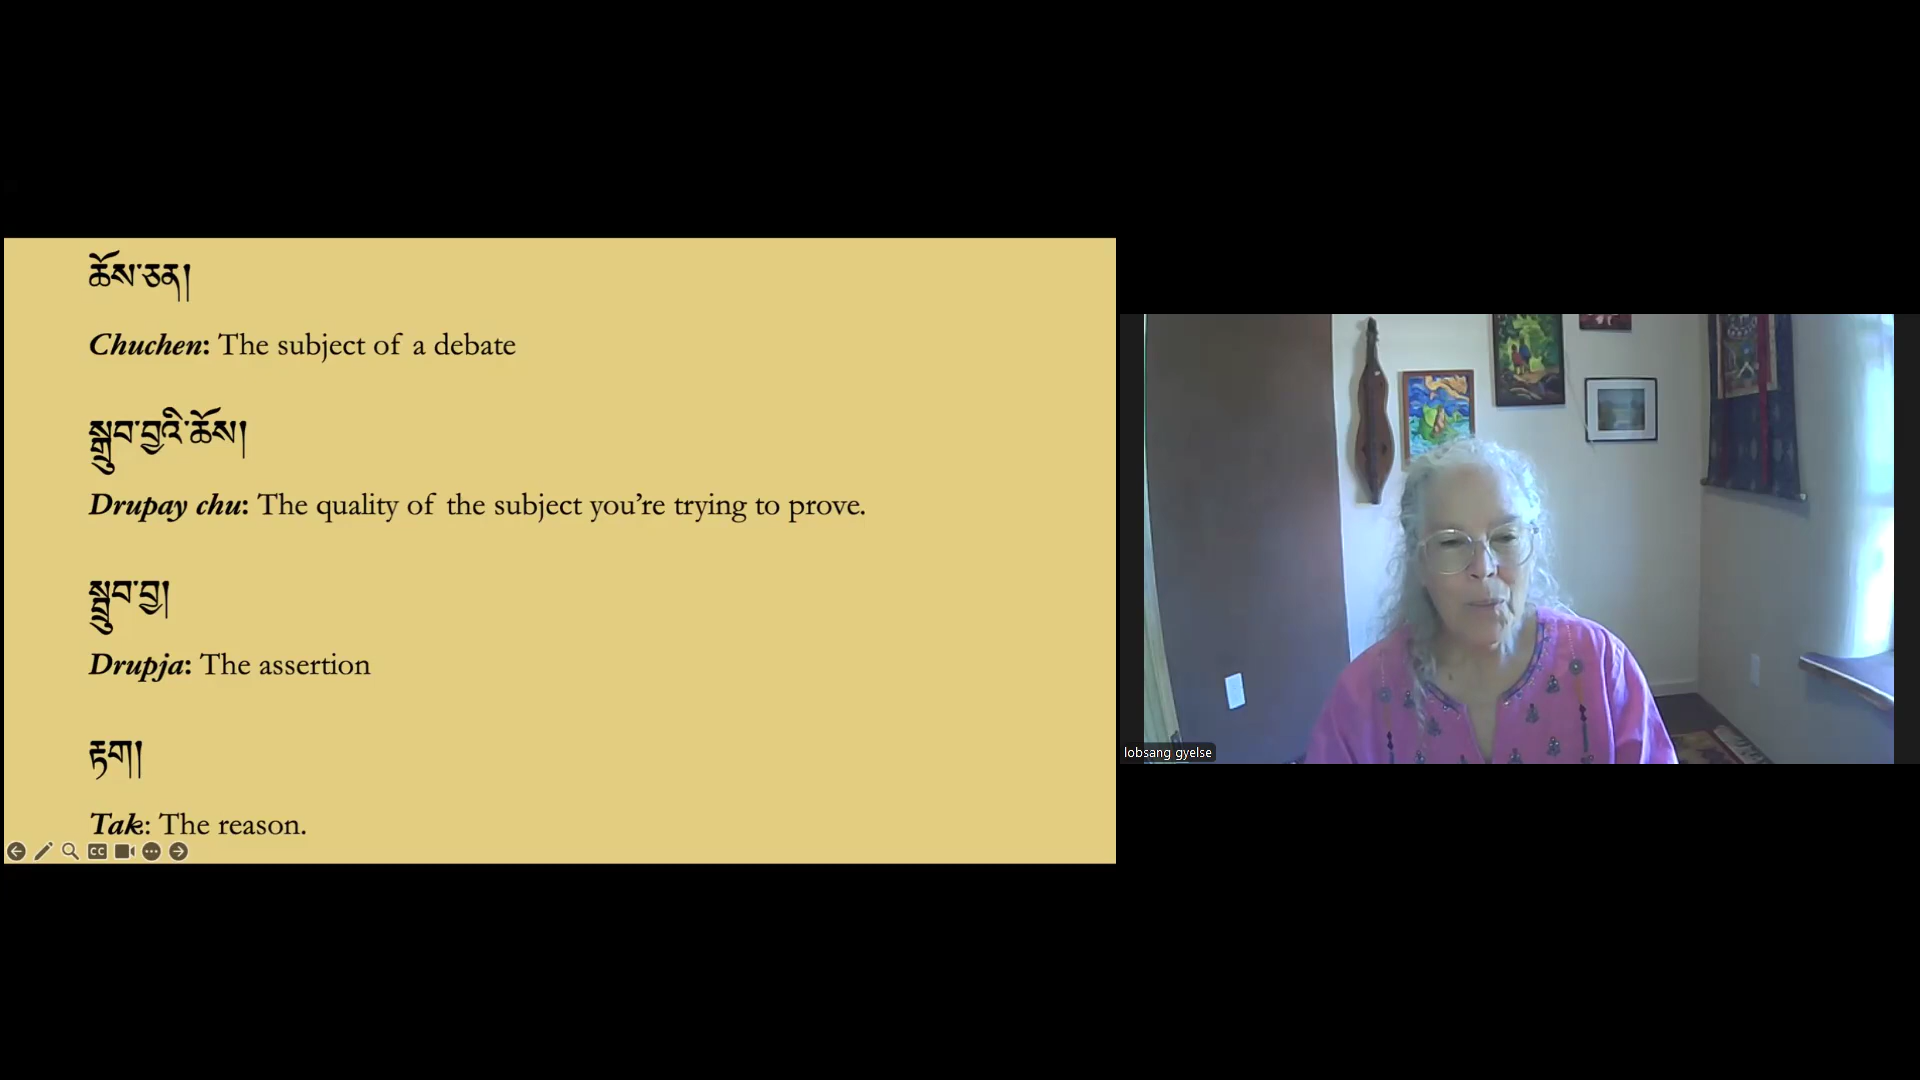 ཆོས་ཅན།
Chuchen: The subject of a debate
སྒྲུབ་བྱའི་ཆོས།
Drupay chu: The quality of the subject you’re trying to prove.
སྒྲུབ་བྱ།
Drupja: The assertion
རྟག།
Tak: The reason.
CC
lobsang gyelse